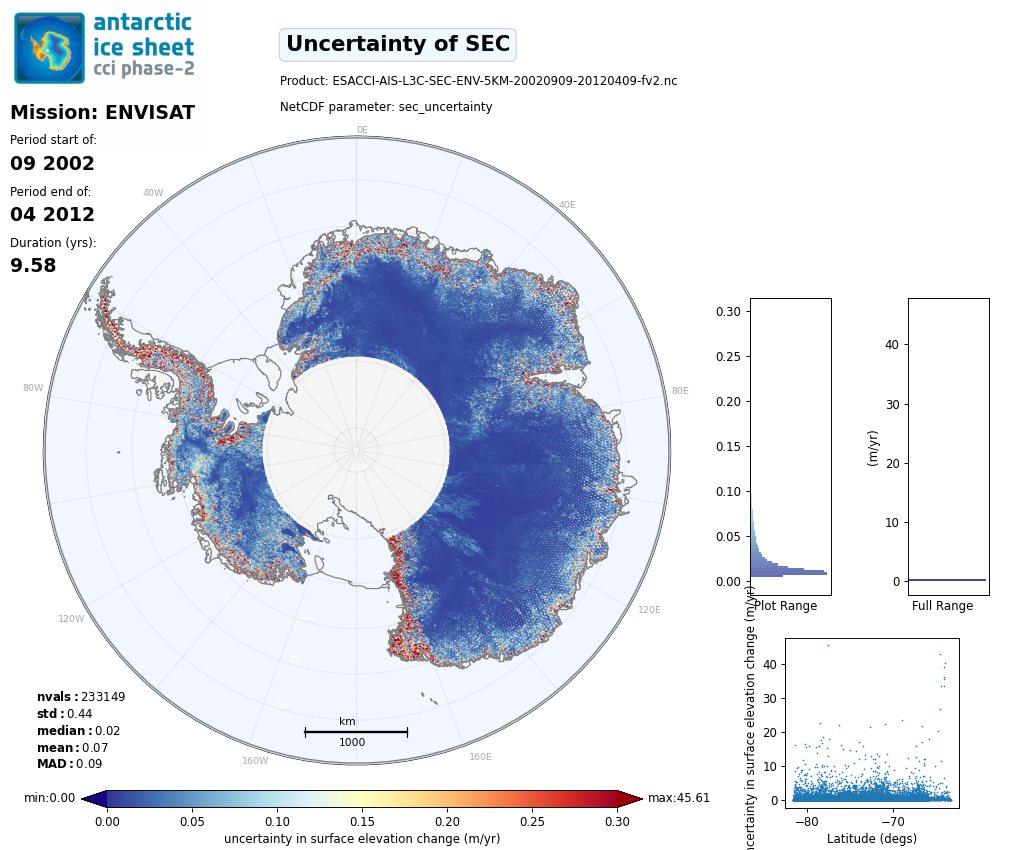 antarctic
ice sheet
cci phase-2
Uncertainty of SEC
Product: ESACCI-AIS-L3C-SEC-ENV-5KM-20020909-20120409-fv2.nc
NetCDF parameter: sec_uncertainty
Mission: ENVISAT
Period start of:
09 2002
Period end of:
04 2012
Duration (yrs):
9.58
0E
40W
40E
80W
80E
120W
120E
160W
160E
-70
km
1000
nvals: 233149
std: 0.44
median: 0.02
mean: 0.07
MAD: 0.09
min:0.00
max:45.61
0.00 0.05 0.10 0.15 0.20 0.25 0.30
uncertainty in surface elevation change (m/yr)
0.30
0.25
0.20
0.15
0.10
0.05
0.00
Plot Range
(m/yr)
40
30
20
10
0
Full Range
ncertainty in surface elevation change (m/yr)
40
30
20
10
0
−80 −70
Latitude (degs)